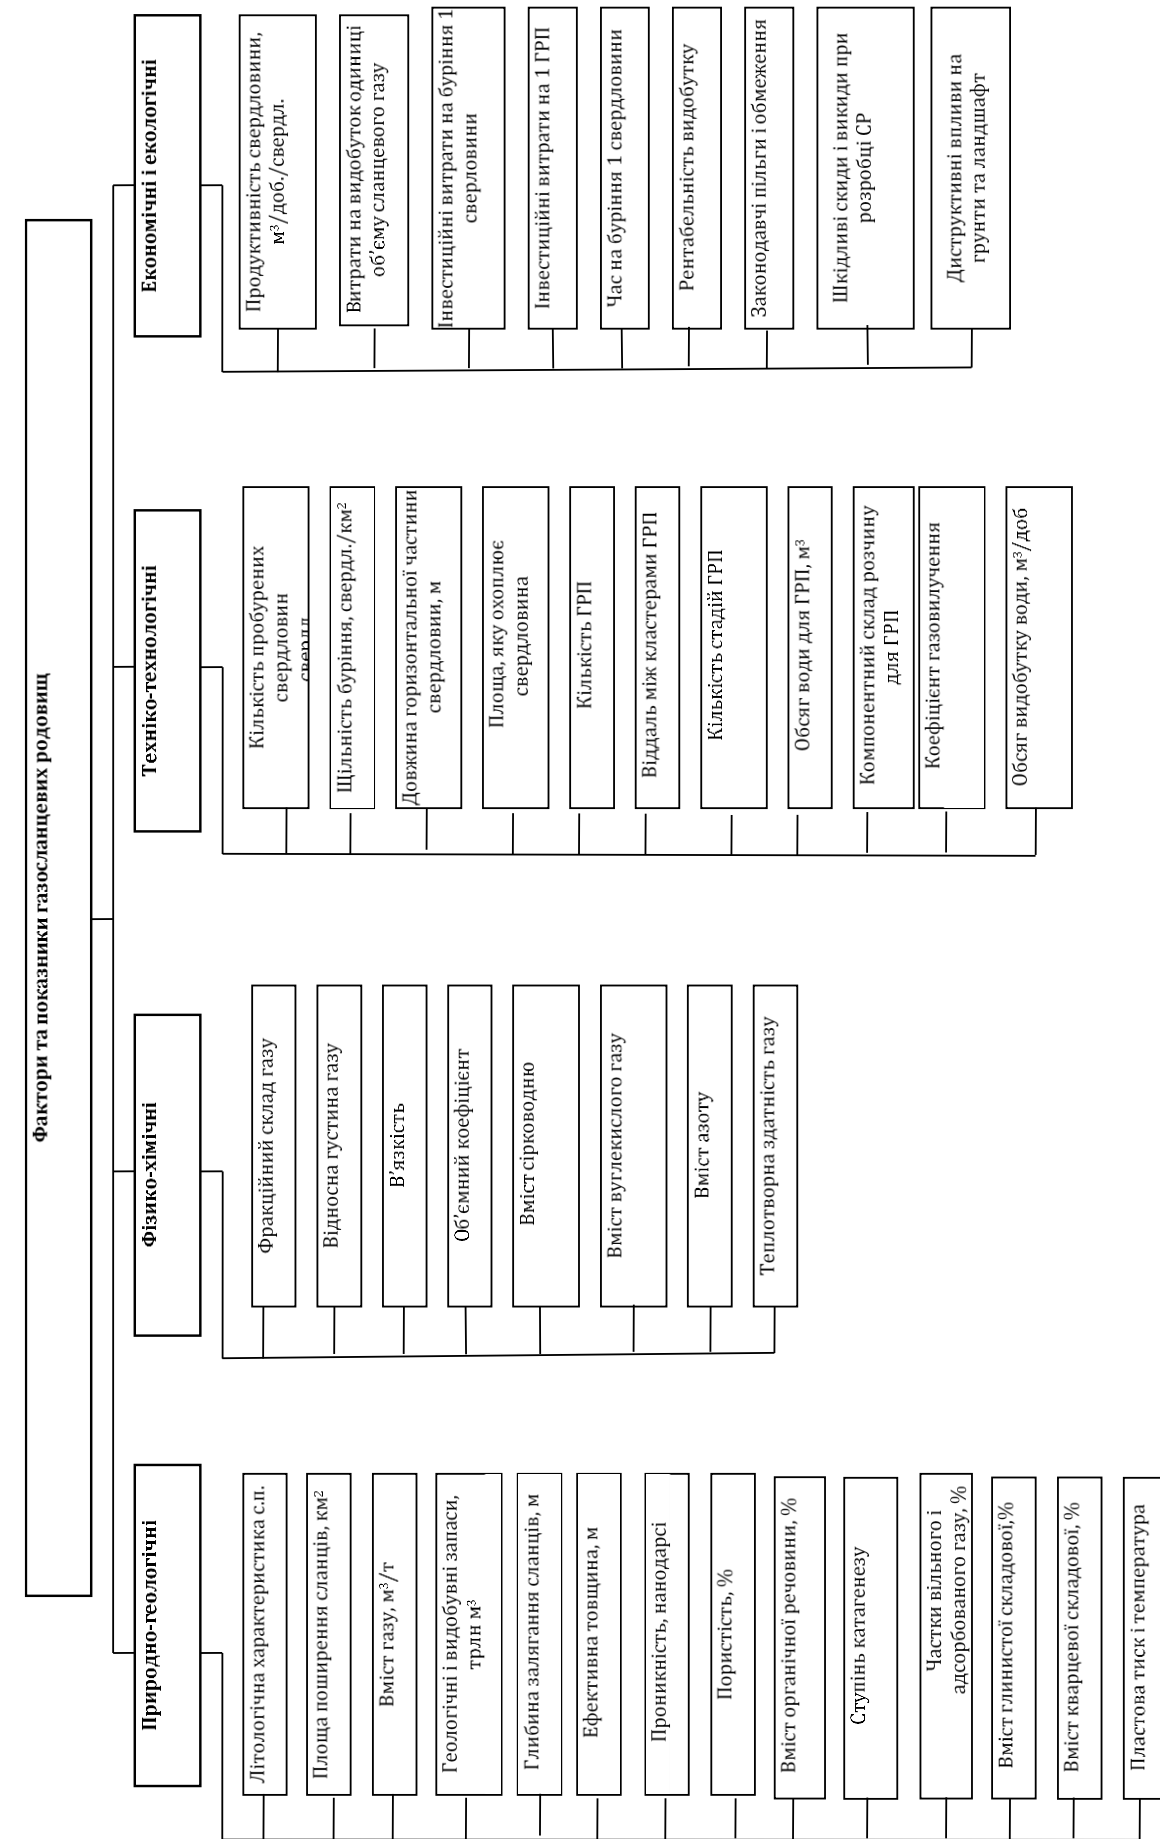 Фактори та показники газосланцевих родовищ
Природно-геологічні
Літологічна характеристика с.п.
Площа поширення сланців, км²
Вміст газу, м³/т
Геологічні і видобувні запаси,
трлн м³
Глибина залягання сланців, м
Ефективна товщина, м
Проникність, нанодарсі
Пористість, %
Вміст органічної речовини, %
Ступінь катагенезу
Частки вільного і
адсорбованого газу, %
Вміст глинистої складової,%
Вміст кварцевої складової, %
Пластова тиск і температура
Фізико-хімічні
Фракційний склад газу
Відносна густина газу
В’язкість
Об’ємний коефіцієнт
Вміст сірководню
Вміст вуглекислого газу
Вміст азоту
Теплотворна здатність газу
Техніко-технологічні
Кількість пробурених
свердловин
свердл
Щільність буріння, свердл./км²
Довжина горизонтальної частини
свердловии, м
Площа, яку охоплює
свердловина
Кількість ГРП
Віддаль між кластерами ГРП
Кількість стадій ГРП
Обсяг води для ГРП, м³
Компонентний склад розчину
для ГРП
Коефіцієнт газовилучення
Обсяг видобутку води, м³/доб
Економічні і екологічні
Продуктивність свердловини,
м³/доб./свердл.
Витрати на видобуток одиниці
об’єму сланцевого газу
Інвестиційні витрати на буріння 1
сверловини
Інвестиційні витрати на 1 ГРП
Час на буріння 1 свердловини
Рентабельність видобутку
Законодавчі пільги і обмеження
Шкідливі скиди і викиди при
розробці СР
Диструктивні впливи на
грунти та ландшафт